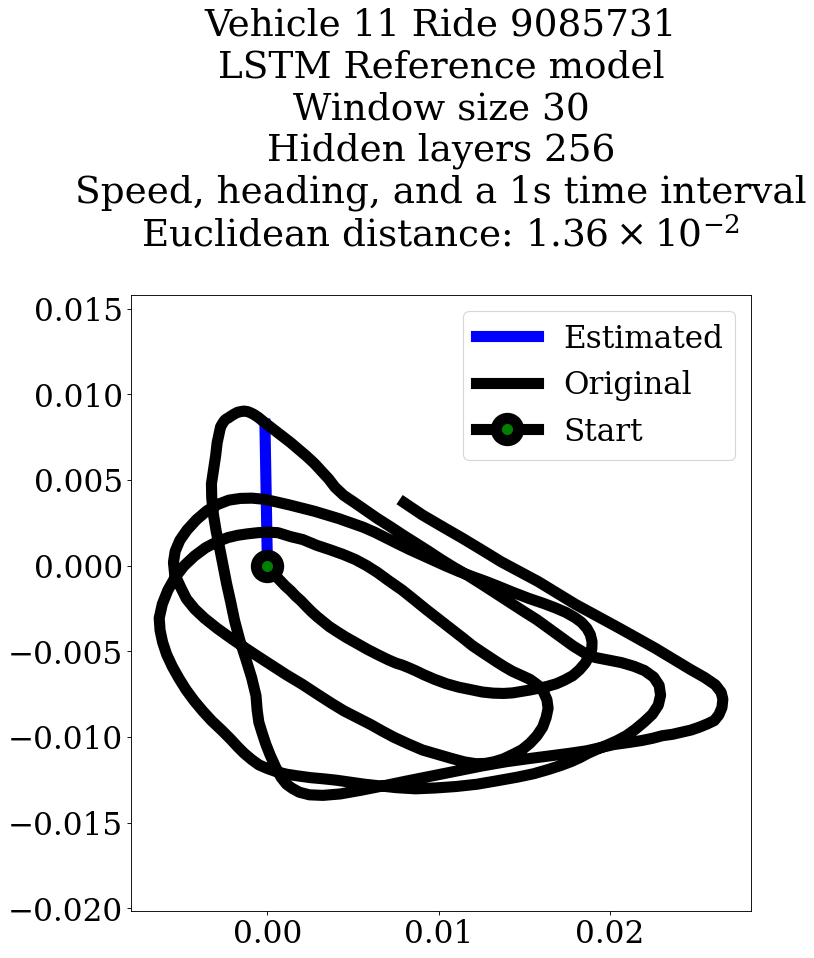 Vehicle 11 Ride 9085731
LSTM Reference model
Window size 30
Hidden layers 256
Speed, heading, and a 1s time interval
Euclidean distance: 1.36 × 10⁻²
0.015
0.010
0.005
0.000
−0.005
−0.010
−0.015
−0.020
Estimated
Original
Start
0.00
0.01
0.02